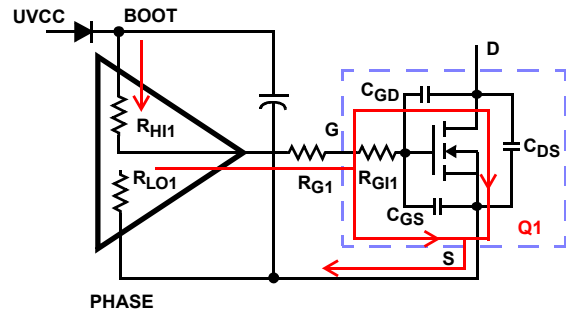 UVCC
BOOT
D
CGD
RHI1
G
CDS
RLO1
RG1
RGI1
CGS
Q1
S
PHASE